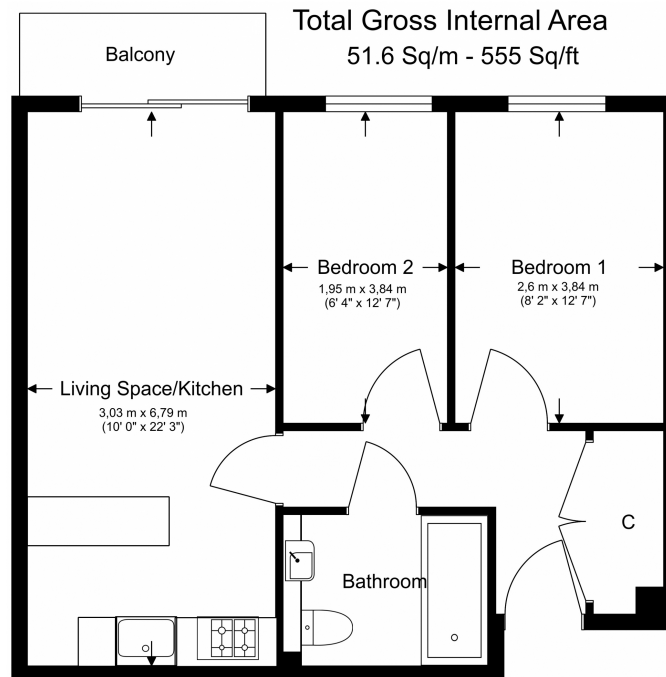 Total Gross Internal Area
51.6 Sq/m - 555 Sq/ft
Balcony
Bedroom 2
1,95 m x 3,84 m
(6' 4" x 12' 7")
Bedroom 1
2,6 m x 3,84 m
(8' 2" x 12' 7")
Living Space/Kitchen
3,03 m x 6,79 m
(10' 0" x 22' 3")
C
Bathroom